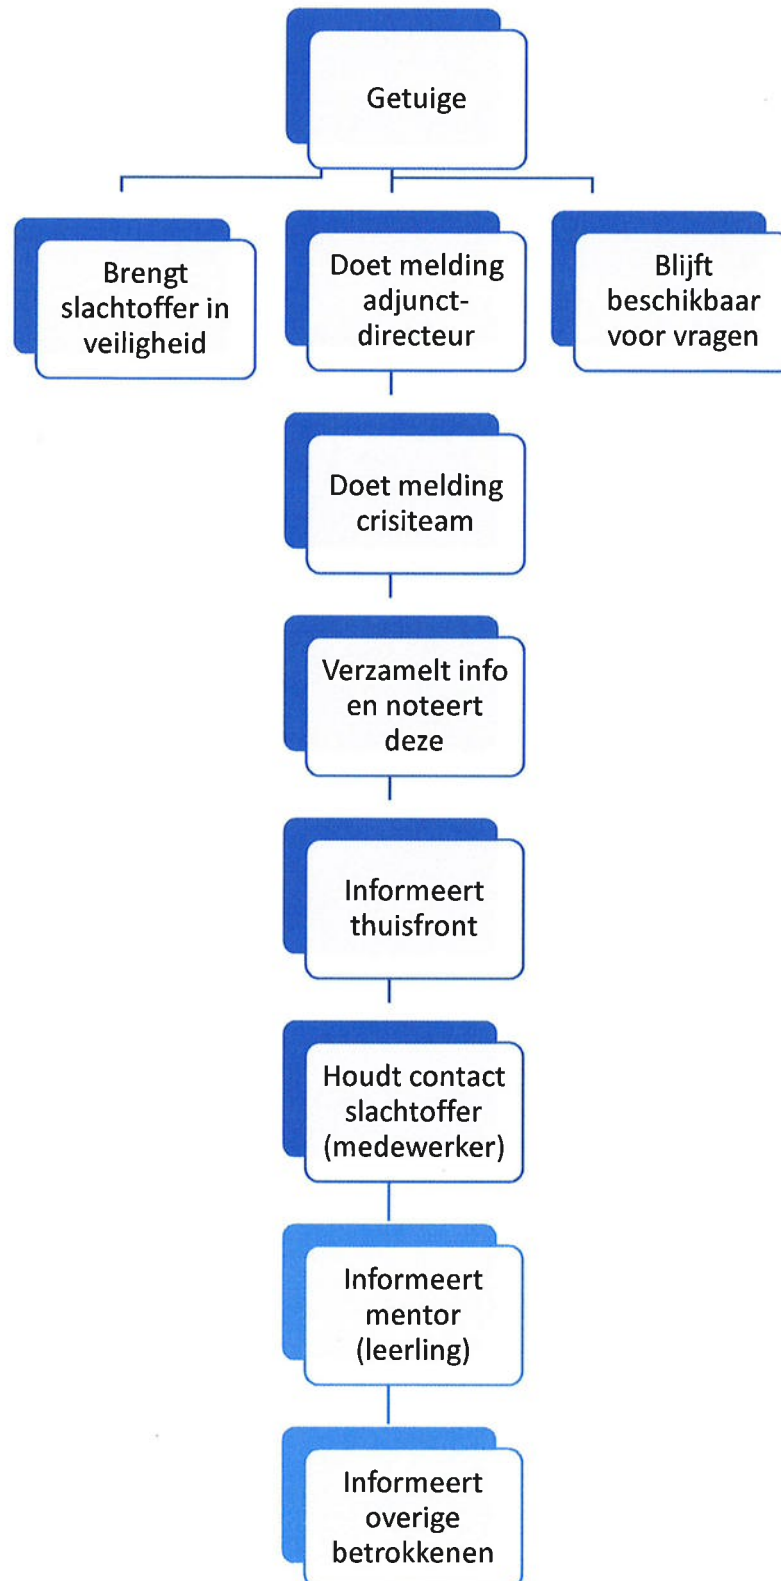 Getuige
Brengt
slachtoffer in
veiligheid
Doet melding
adjunct-
directeur
Blijft
beschikbaar
voor vragen
Doet melding
crisiteam
Verzamelt info
en noteert
deze
Informeert
thuisfront
Houdt contact
slachtoffer
(medewerker)
Informeert
mentor
(leerling)
Informeert
overige
betrokkenen